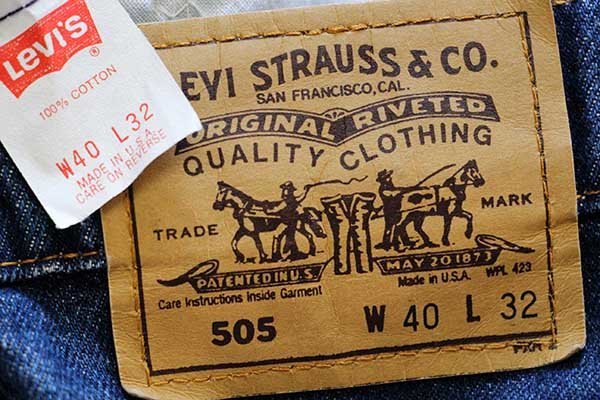 LEVI'S
100% COTTON
W40 L32
MADE IN U.S.A.
CARE ON REVERSE
EVI STRAUSS & CO.
SAN FRANCISCO, CAL.
ORIGINAL RIVETED
QUALITY CLOTHING
TRADE MARK
PATENTED IN U.S. MAY 20 1873
Made in U.S.A. WPL 423
Care Instructions Inside Garment
505 W 40 L 32